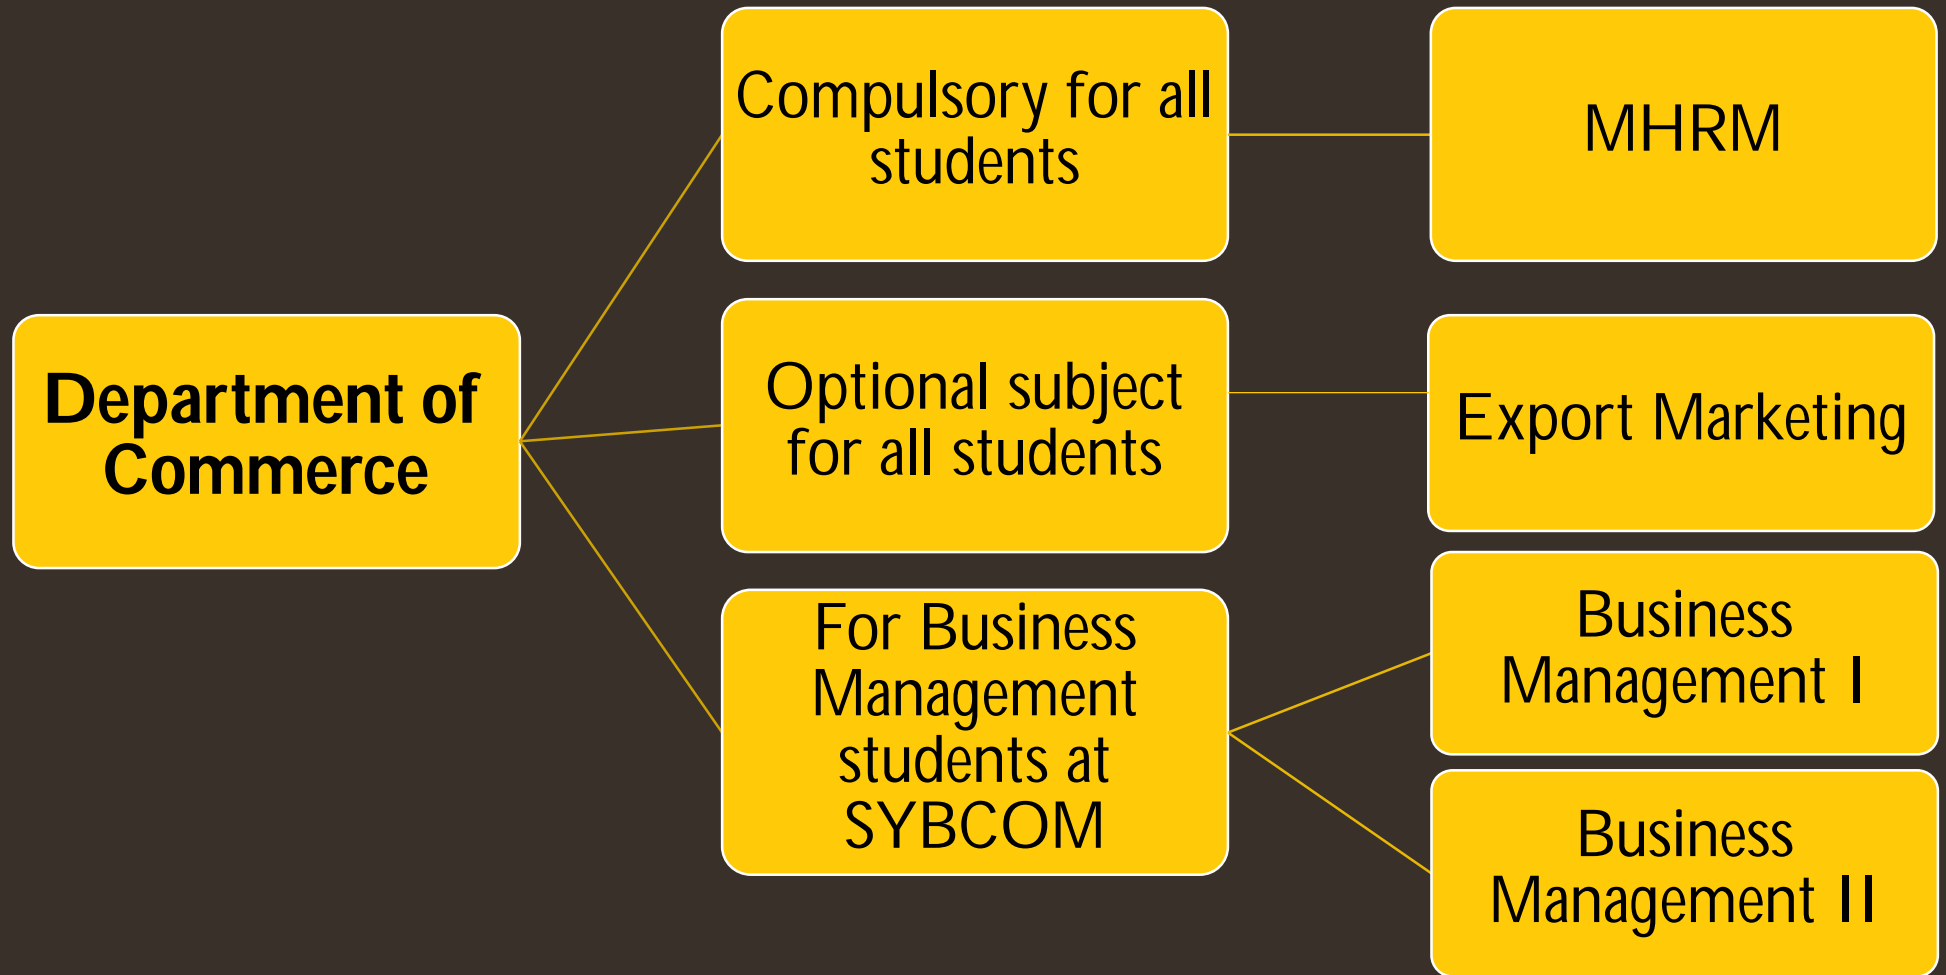 Department of
Commerce
Compulsory for all
students
MHRM
Optional subject
for all students
Export Marketing
For Business
Management
students at
SYBCOM
Business
Management I
Business
Management II